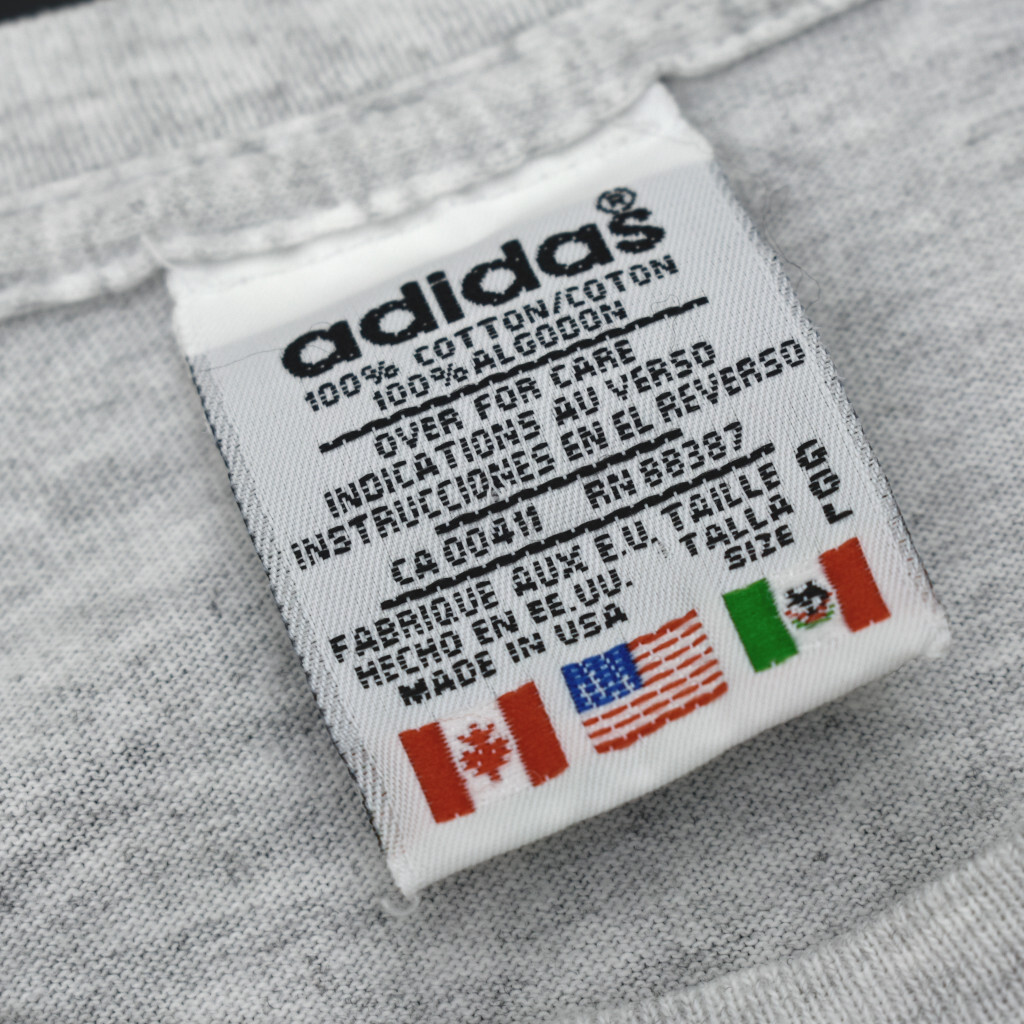 adidas®
100% COTTON/COTON
100% ALGODON
OVER FOR CARE
INDICATIONS AU VERSO
INSTRUCCIONES EN EL REVERSO
CA 00411 RN 88387
FABRIQUE AUX E.U. TAILLE G
HECHO EN EE.UU. TALLA G
MADE IN USA SIZE L